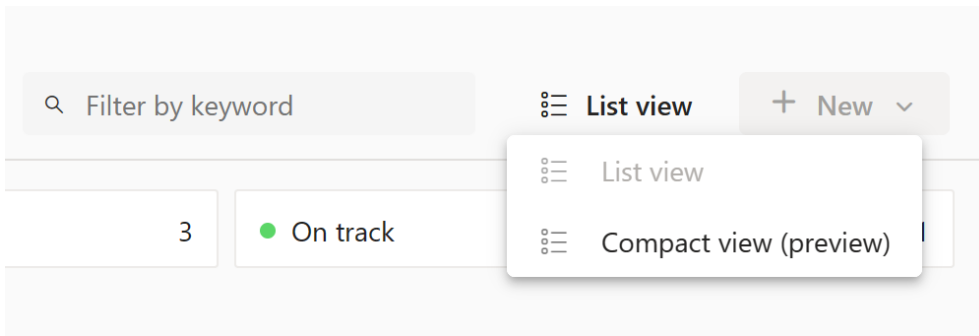 Filter by keyword
List view
+ New
List view
3
On track
Compact view (preview)